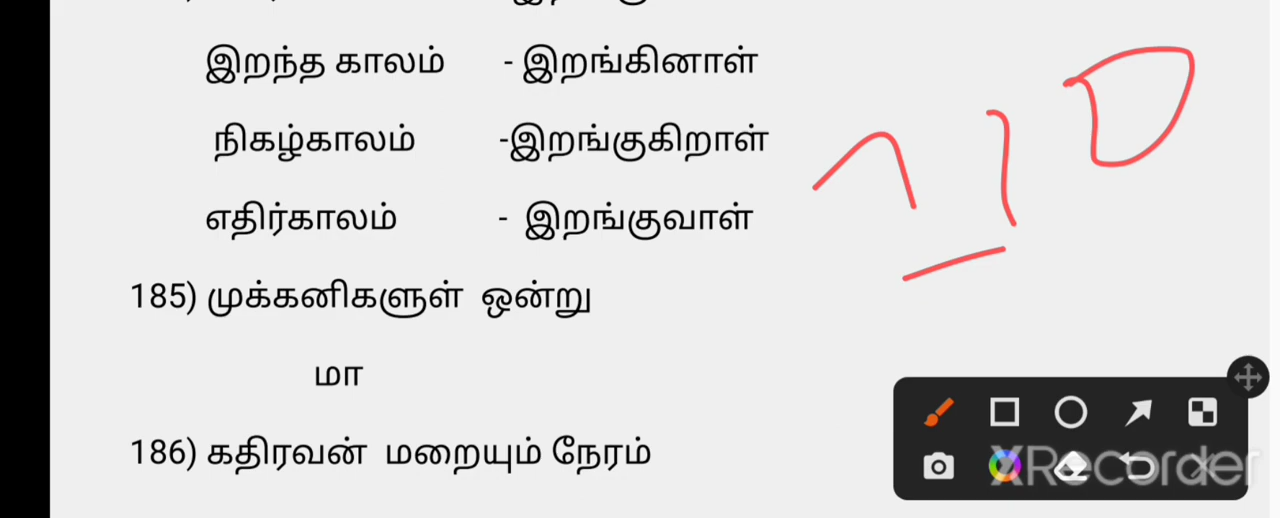 இறந்த காலம் - இறங்கினாள்
நிகழ்காலம் -இறங்குகிறாள்
எதிர்காலம் - இறங்குவாள்
185) முக்கனிகளுள் ஒன்று
மா
186) கதிரவன் மறையும் நேரம்
XRecorder